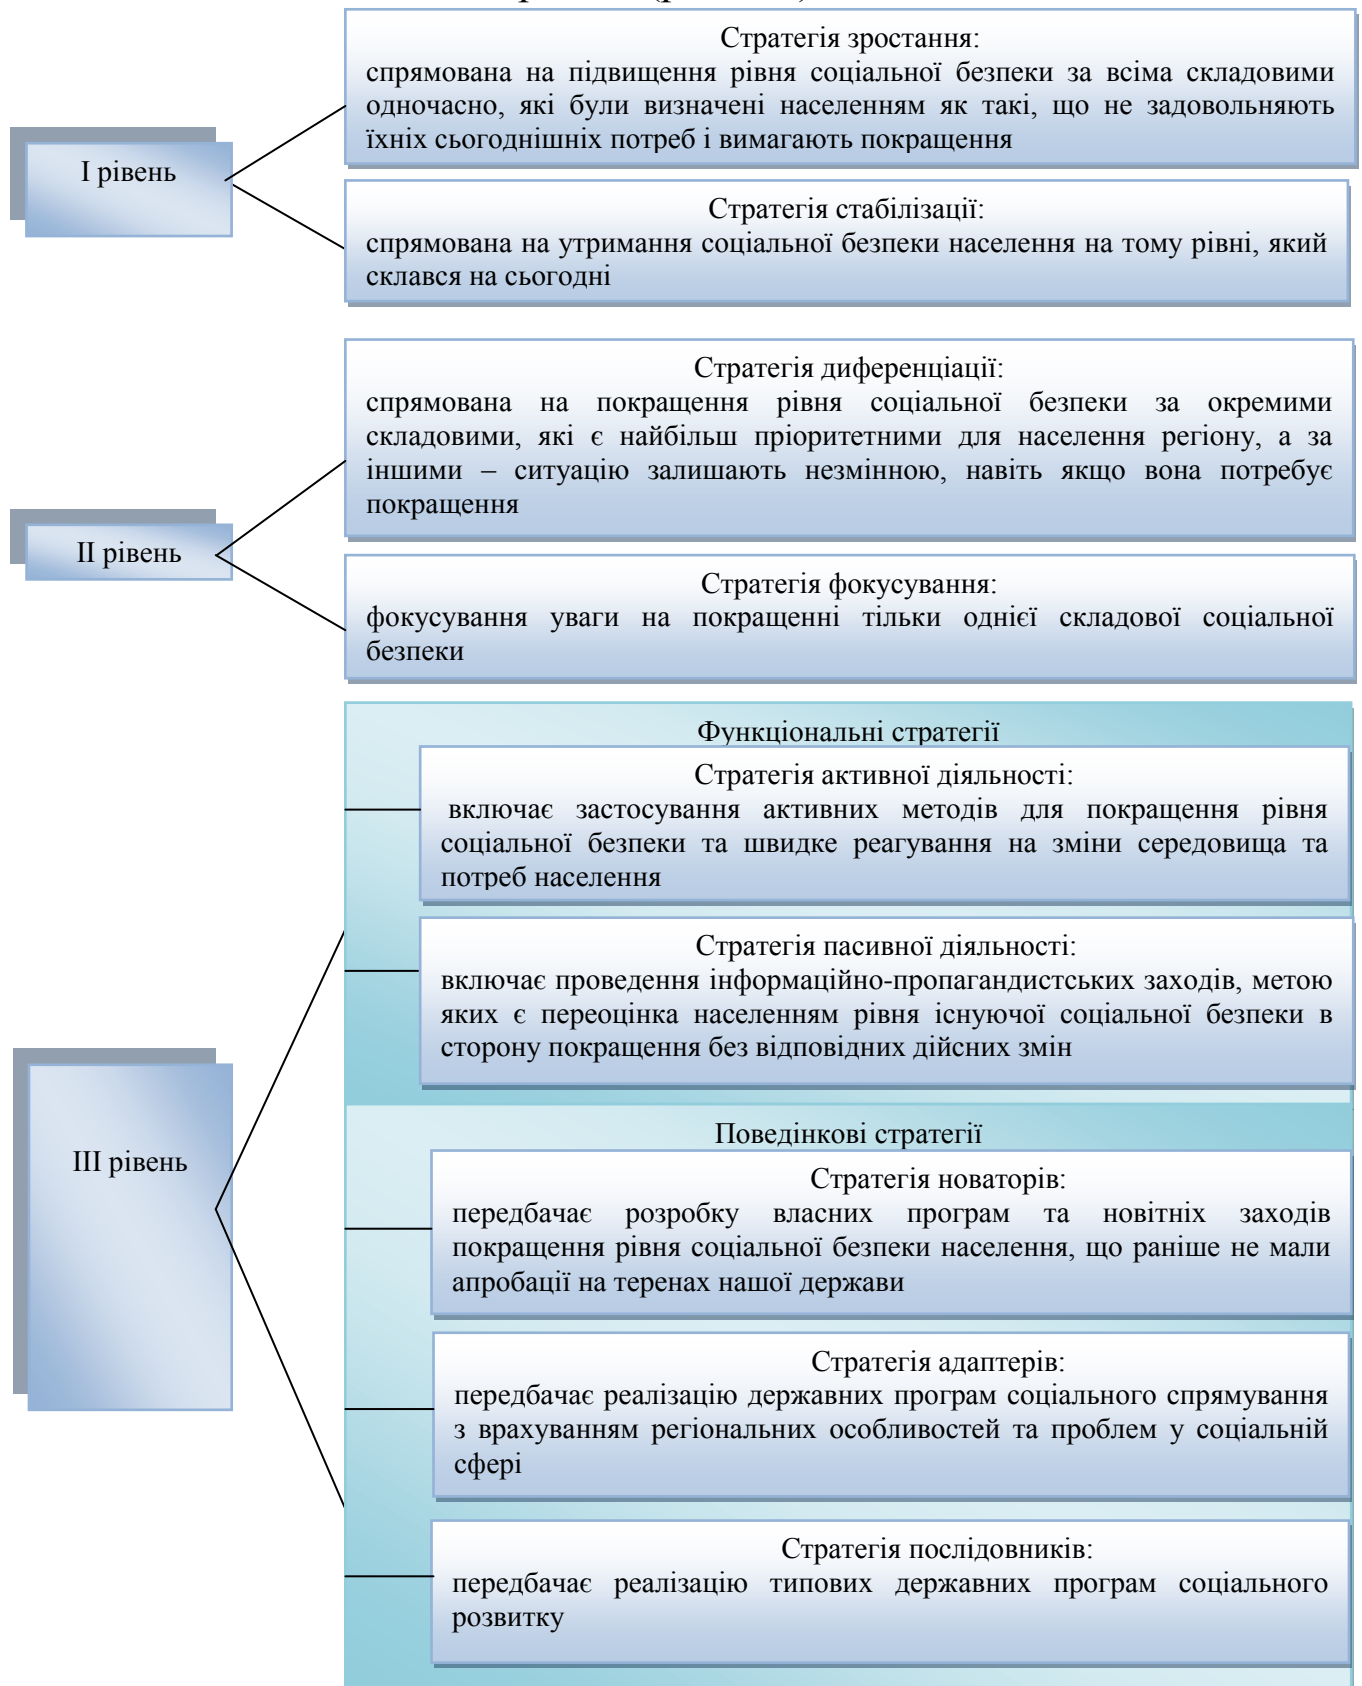 Стратегія зростання:
спрямована на підвищення рівня соціальної безпеки за всіма складовими
одночасно, які були визначені населенням як такі, що не задовольняють
їхніх сьогоднішніх потреб і вимагають покращення
І рівень
Стратегія стабілізації:
спрямована на утримання соціальної безпеки населення на тому рівні, який
склався на сьогодні
Стратегія диференціації:
спрямована на покращення рівня соціальної безпеки за окремими
складовими, які є найбільш пріоритетними для населення регіону, а за
іншими – ситуацію залишають незмінною, навіть якщо вона потребує
покращення
ІІ рівень
Стратегія фокусування:
фокусування уваги на покращенні тільки однієї складової соціальної
безпеки
Функціональні стратегії
Стратегія активної діяльності:
включає застосування активних методів для покращення рівня
соціальної безпеки та швидке реагування на зміни середовища та
потреб населення
Стратегія пасивної діяльності:
включає проведення інформаційно-пропагандистських заходів, метою
яких є переоцінка населенням рівня існуючої соціальної безпеки в
сторону покращення без відповідних дійсних змін
ІІІ рівень
Поведінкові стратегії
Стратегія новаторів:
передбачає розробку власних програм та новітніх заходів
покращення рівня соціальної безпеки населення, що раніше не мали
апробації на теренах нашої держави
Стратегія адаптерів:
передбачає реалізацію державних програм соціального спрямування
з врахуванням регіональних особливостей та проблем у соціальній
сфері
Стратегія послідовників:
передбачає реалізацію типових державних програм соціального
розвитку